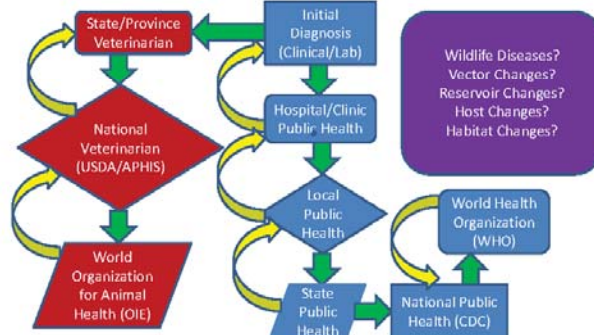 State/Province
Veterinarian
Initial
Diagnosis
(Clinical/Lab)
Wildlife Diseases?
Vector Changes?
Reservoir Changes?
Host Changes?
Habitat Changes?
Hospital/Clinic
Public Health
National
Veterinarian
(USDA/APHIS)
Local
Public
Health
World Health
Organization
(WHO)
World
Organization
for Animal
Health (OIE)
State
Public
Health
National Public
Health (CDC)